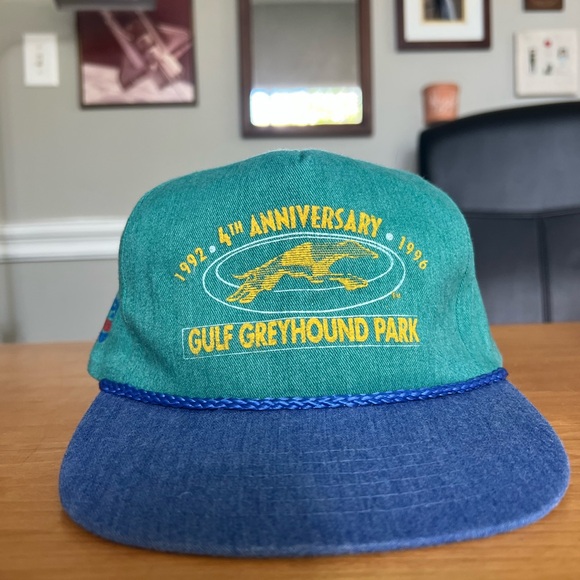 1992 • 4TH ANNIVERSARY • 1996
GULF GREYHOUND PARK